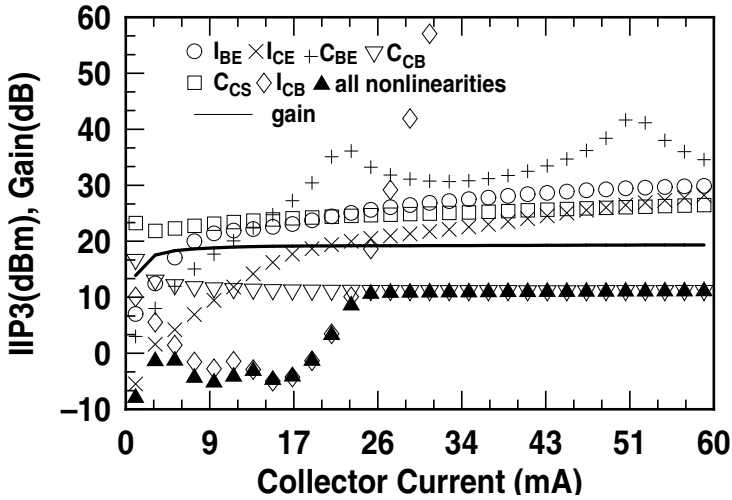 60
50
40
30
20
10
0
−10
IIP3(dBm), Gain(dB)
I_BE I_CE C_BE C_CB
C_CS I_CB all nonlinearities
gain
0 9 17 26 34 43 51 60
Collector Current (mA)